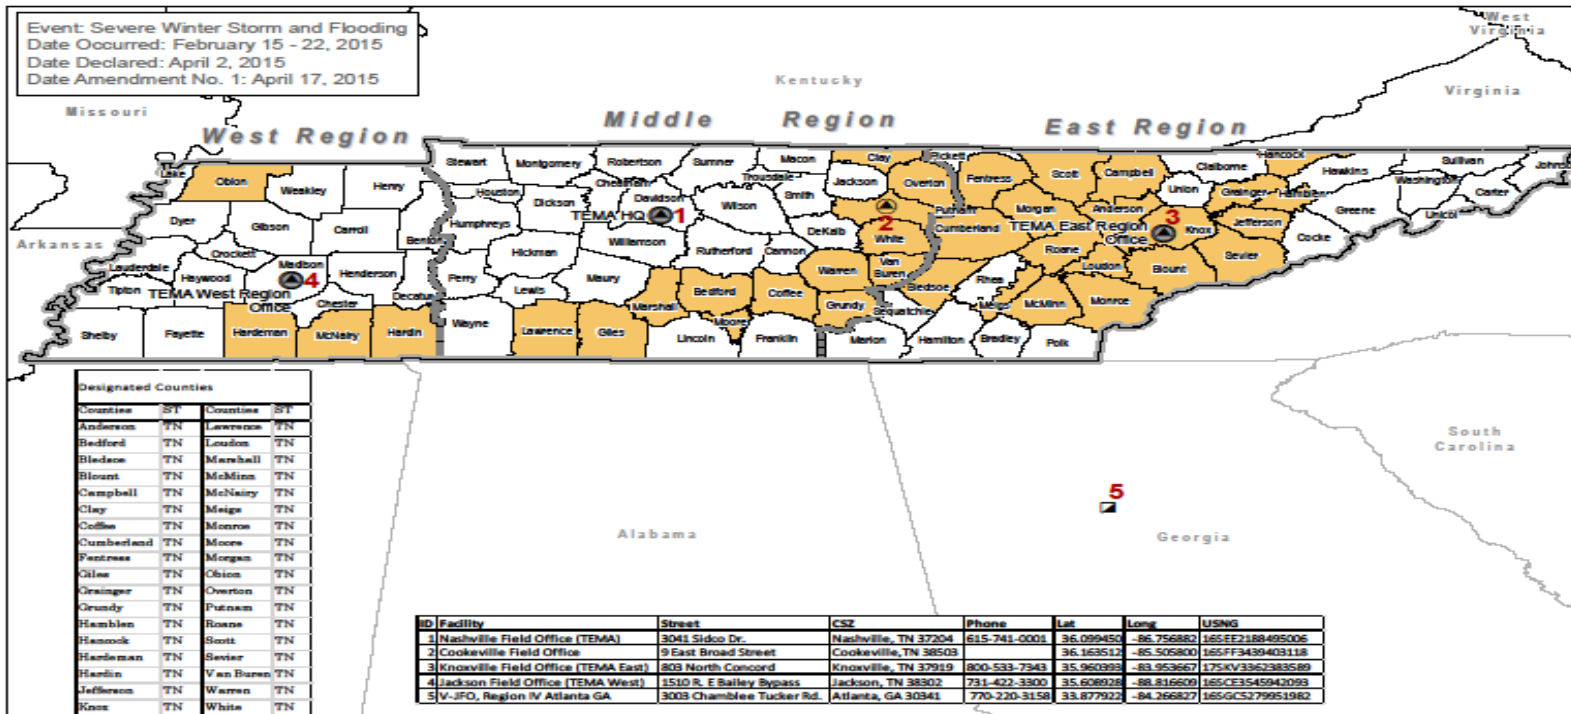 Event: Severe Winter Storm and Flooding
Date Occurred: February 15 - 22, 2015
Date Declared: April 2, 2015
Date Amendment No. 1: April 17, 2015
West Virginia
Kentucky
Virginia
Missouri
West Region
Middle Region
East Region
Lake
Obion
Weakley
Henry
Stewart
Montgomery
Robertson
Sumner
Macon
Clay
Pickett
Scott
Campbell
Claiborne
Hancock
Hawkins
Sullivan
Johnson
Houston
Cheatham
Trousdale
Smith
Jackson
Overton
Fentress
Union
Grainger
Hamblen
Washington
Carter
Unicoi
Greene
Dyer
Gibson
Carroll
Benton
Humphreys
Dickson
Davidson
TEMA HQ
1
Wilson
DeKalb
2
Putnam
White
Cumberland
Morgan
Anderson
TEMA East Region
Office
3
Knox
Jefferson
Cocke
Sevier
Arkansas
Lauderdale
Crockett
Haywood
Madison
4
Henderson
Decatur
Perry
Hickman
Williamson
Rutherford
Cannon
Warren
Van Buren
Bledsoe
Rhea
Roane
Loudon
Blount
Tipton
TEMA West Region
Office
Chester
Lewis
Maury
Marshall
Bedford
Coffee
Grundy
Sequatchie
Meigs
McMinn
Monroe
Shelby
Fayette
Hardeman
McNairy
Hardin
Wayne
Lawrence
Giles
Moore
Lincoln
Franklin
Marion
Hamilton
Bradley
Polk
South Carolina
5
Alabama
Georgia
Designated Counties
Counties ST Counties ST
Anderson TN Lawrence TN
Bedford TN Loudon TN
Bledsoe TN Marshall TN
Blount TN McMinn TN
Campbell TN McNairy TN
Clay TN Meigs TN
Coffee TN Monroe TN
Cumberland TN Moore TN
Fentress TN Morgan TN
Giles TN Obion TN
Grainger TN Overton TN
Grundy TN Putnam TN
Hamblen TN Roane TN
Hancock TN Scott TN
Hardeman TN Sevier TN
Hardin TN Van Buren TN
Jefferson TN Warren TN
Knox TN White TN
ID Facility Street CSZ Phone Lat Long USNG
1 Nashville Field Office (TEMA) 3041 Sidco Dr. Nashville, TN 37204 615-741-0001 36.099450 -86.756882 16SEE2188495006
2 Cookeville Field Office 9 East Broad Street Cookeville, TN 38503 36.163512 -85.505800 16SFF3439403118
3 Knoxville Field Office (TEMA East) 803 North Concord Knoxville, TN 37919 800-533-7343 35.960393 -83.953667 17SKV3362383589
4 Jackson Field Office (TEMA West) 1510 R. E Bailey Bypass Jackson, TN 38302 731-422-3300 35.608928 -88.816609 16SCE3545942093
5 V-JFO, Region IV Atlanta GA 3003 Chamblee Tucker Rd. Atlanta, GA 30341 770-220-3158 33.877922 -84.266827 16SGC5279951982